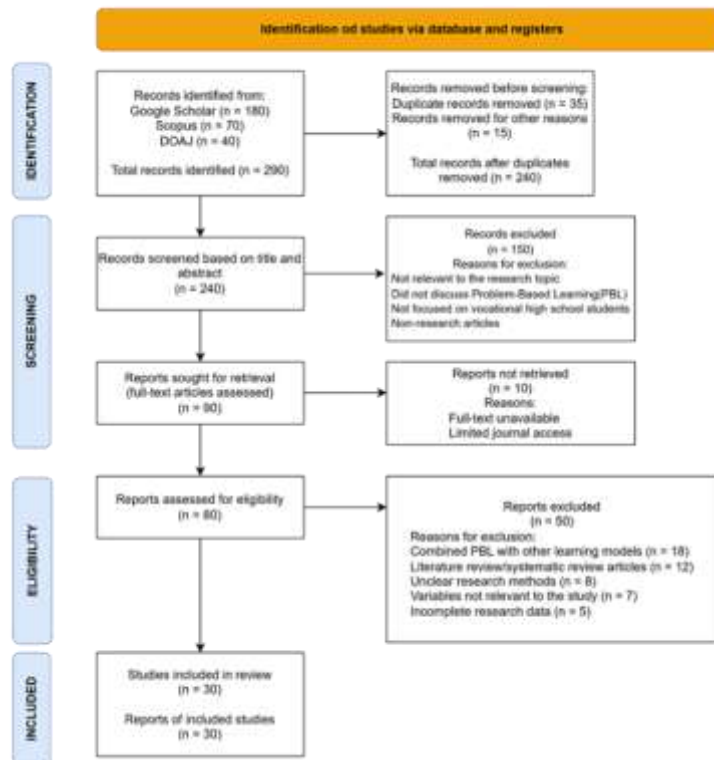 Identification od studies via database and registers
IDENTIFICATION
Records identified from:
Google Scholar (n = 180)
Scopus (n = 70)
DOAJ (n = 40)
Total records identified (n = 290)
Records removed before screening:
Duplicate records removed (n = 35)
Records removed for other reasons
(n = 15)
Total records after duplicates
removed (n = 240)
SCREENING
Records screened based on title and
abstract
(n = 240)
Records excluded
(n = 150)
Reasons for exclusion:
Not relevant to the research topic
Did not discuss Problem-Based Learning(PBL)
Not focused on vocational high school students
Non-research articles
Reports sought for retrieval
(full-text articles assessed)
(n = 90)
Reports not retrieved
(n = 10)
Reasons:
Full-text unavailable
Limited journal access
ELIGIBILITY
Reports assessed for eligibility
(n = 80)
Reports excluded
(n = 50)
Reasons for exclusion:
Combined PBL with other learning models (n = 18)
Literature review/systematic review articles (n = 12)
Unclear research methods (n = 8)
Variables not relevant to the study (n = 7)
Incomplete research data (n = 5)
INCLUDED
Studies included in review
(n = 30)
Reports of included studies
(n = 30)